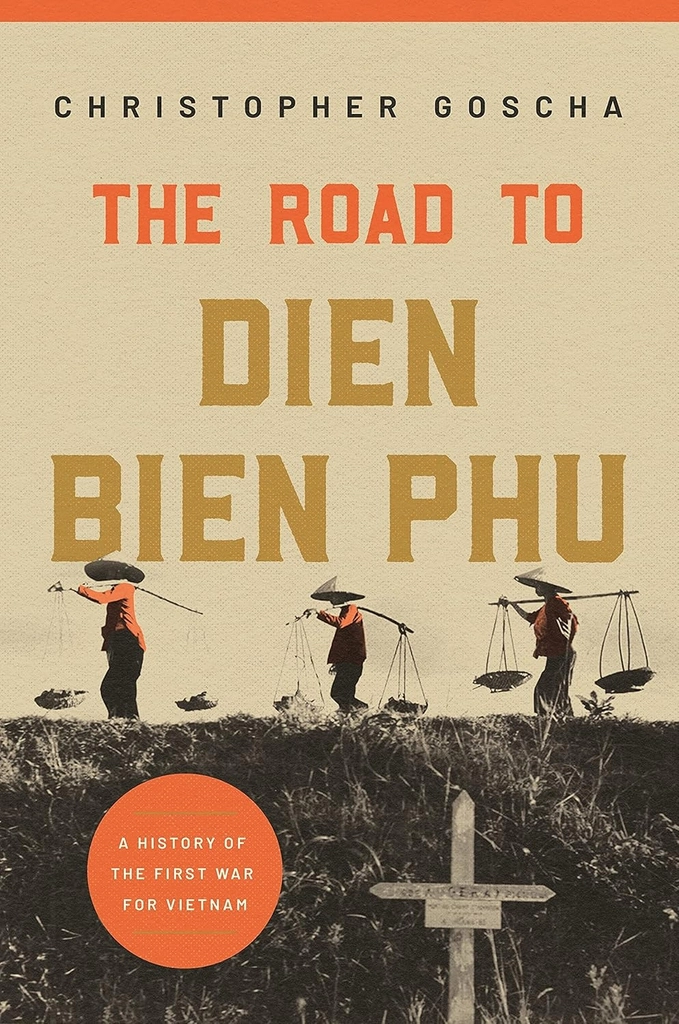 CHRISTOPHER GOSCHA
THE ROAD TO
DIEN
BIEN PHU
A HISTORY OF
THE FIRST WAR
FOR VIETNAM